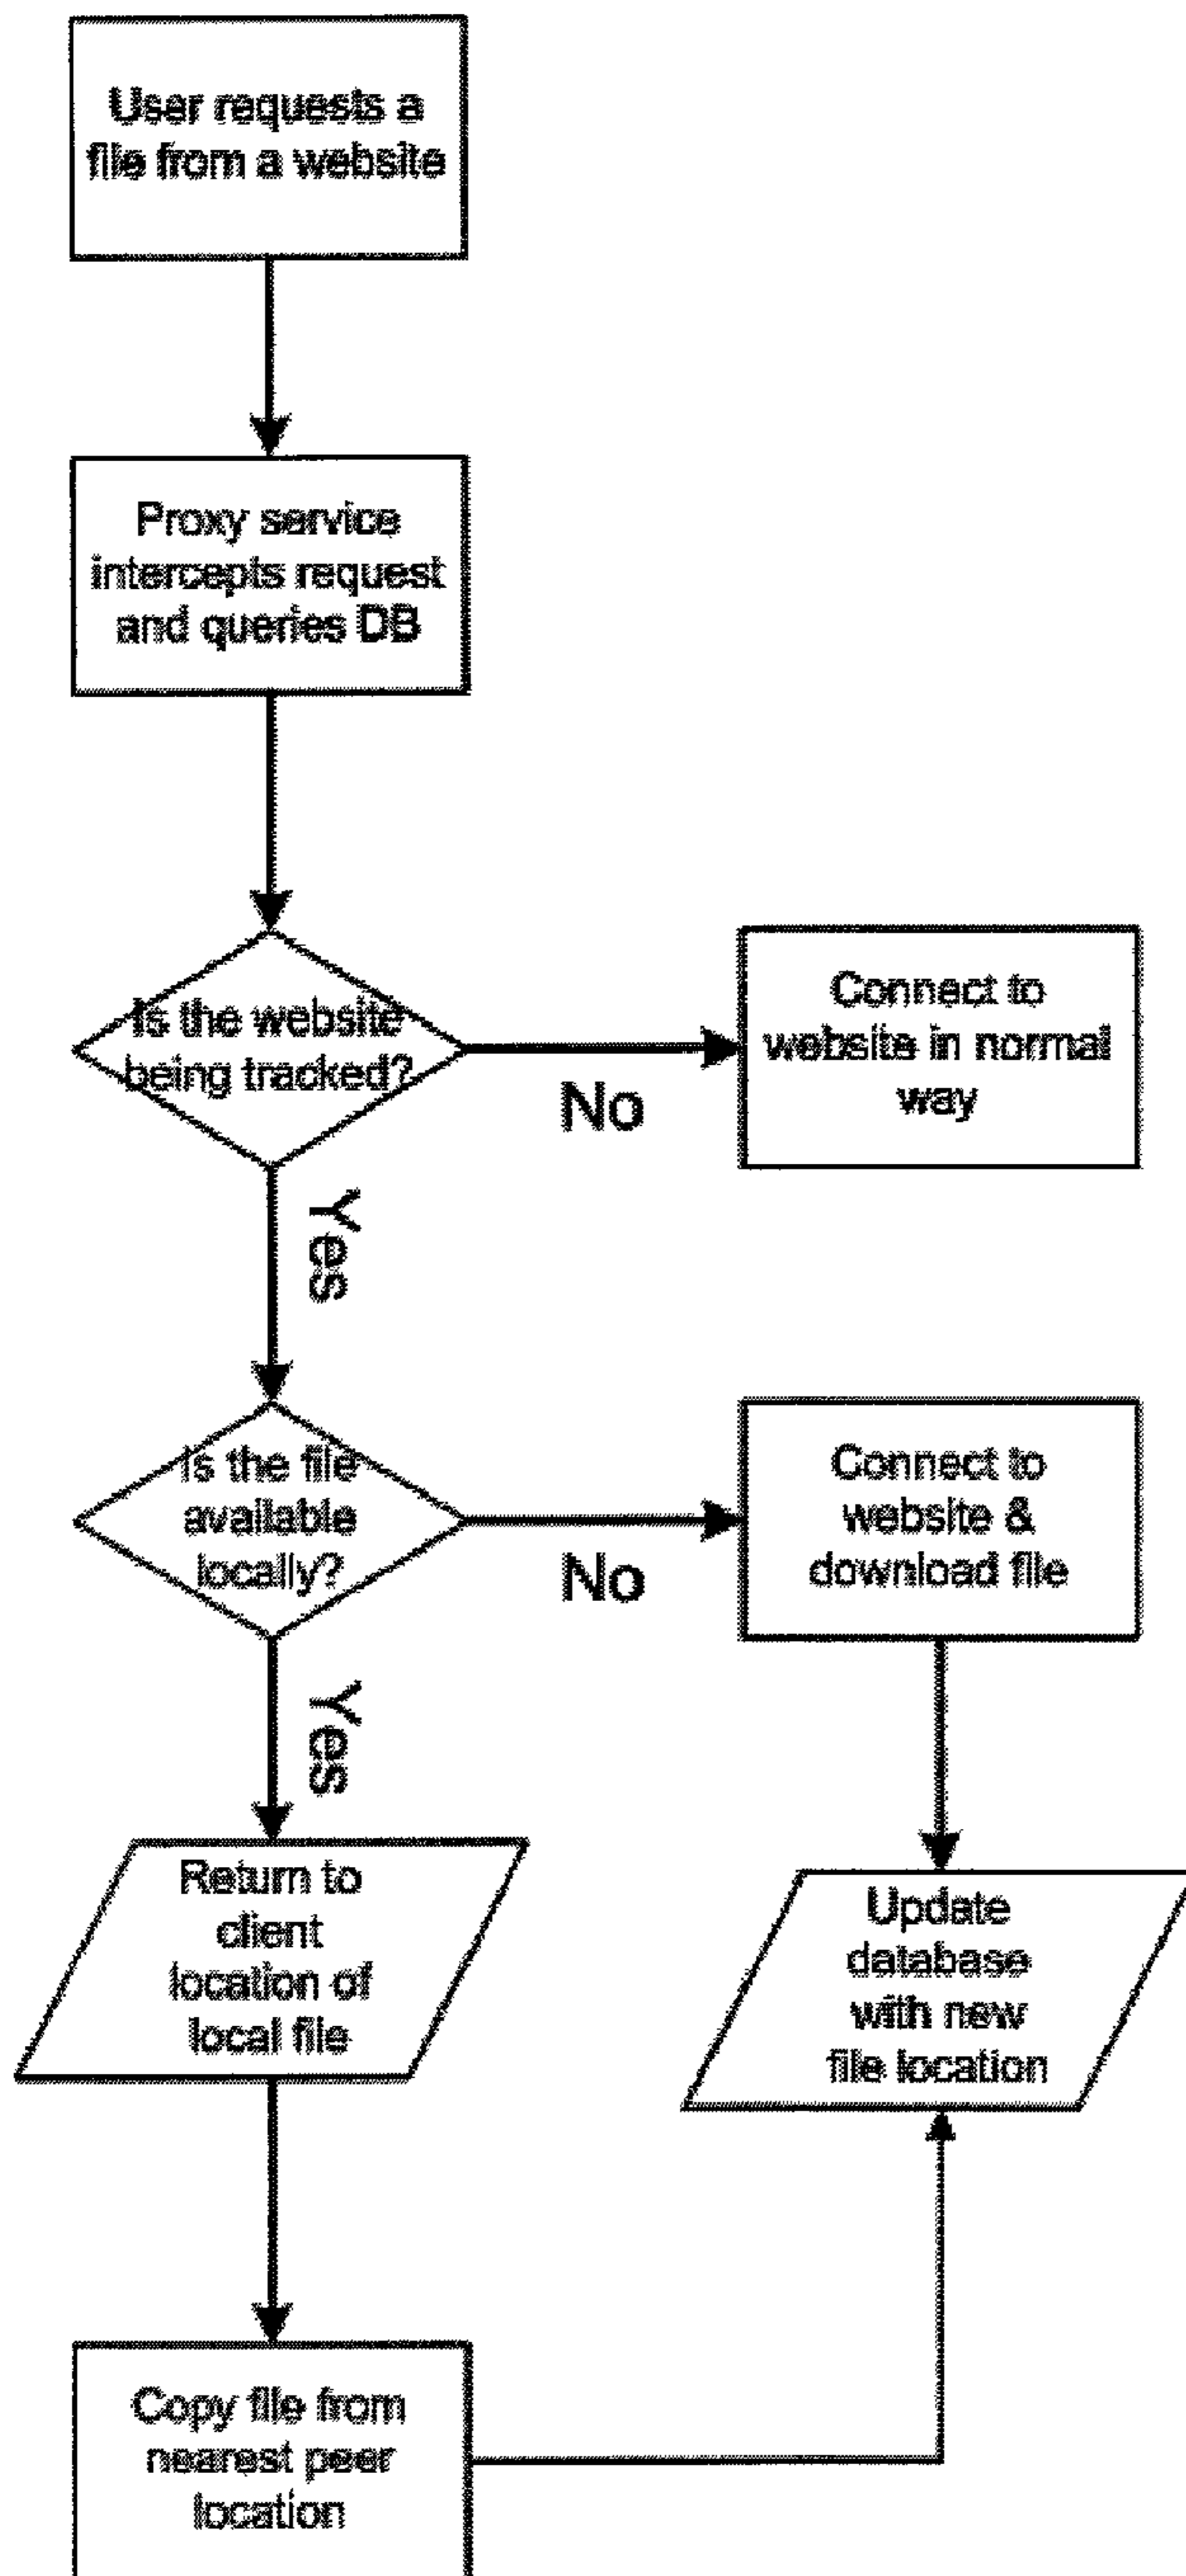 User requests a
file from a website
Proxy service
intercepts request
and queries DB
Is the website
being tracked?
No
Connect to
website in normal
way
Yes
Is the file
available
locally?
No
Connect to
website &
download file
Yes
Return to
client
location of
local file
Update
database
with new
file location
Copy file from
nearest peer
location